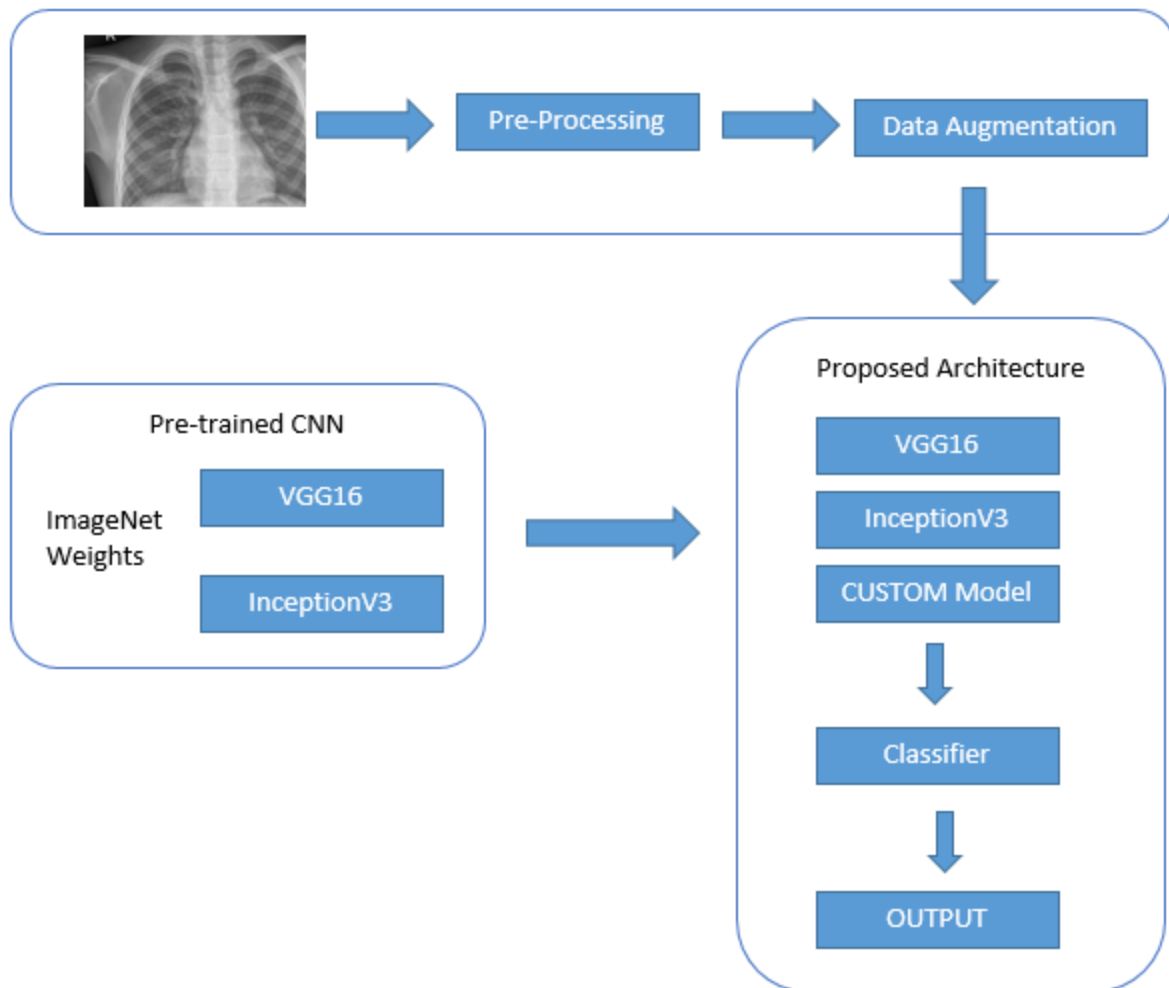 Pre-Processing
Data Augmentation
Proposed Architecture
VGG16
InceptionV3
CUSTOM Model
Classifier
OUTPUT
Pre-trained CNN
ImageNet
Weights
VGG16
InceptionV3